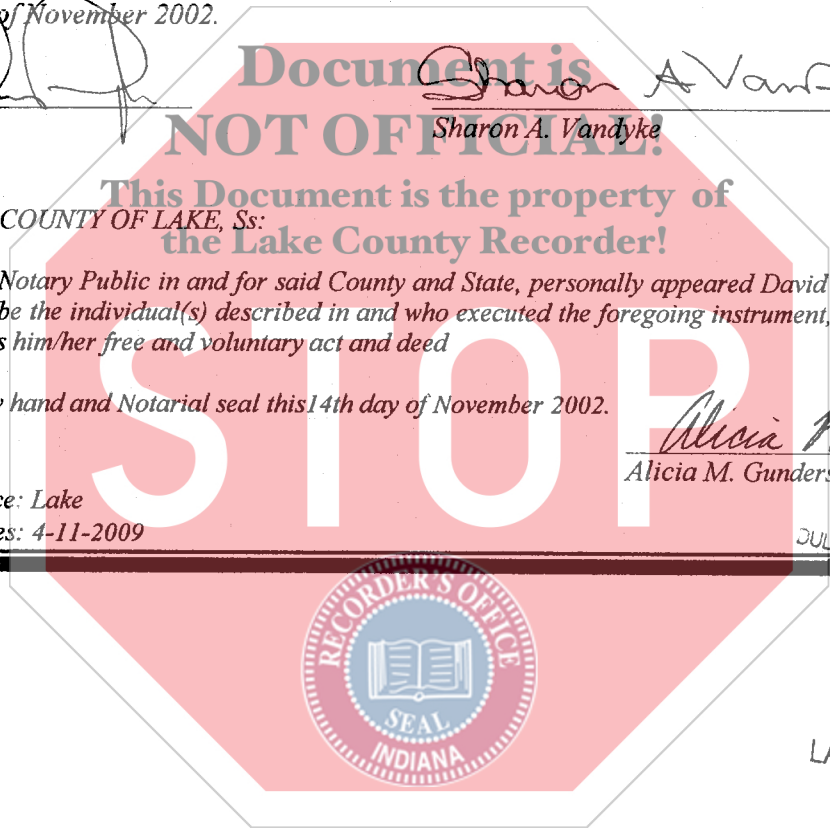 of November 2002.
Document is
Sharon A Van
Sharon A. Vandyke
NOT OFFICIAL!
This Document is the property of
COUNTY OF LAKE, Ss:
the Lake County Recorder!
Notary Public in and for said County and State, personally appeared David
be the individual(s) described in and who executed the foregoing instrument,
s him/her free and voluntary act and deed
STOP
hand and Notarial seal this14th day of November 2002.
Alicia
Alicia M. Gunders
ce: Lake
es: 4-11-2009
JUL
RECORDER'S OFFICE
SEAL
INDIANA
LA